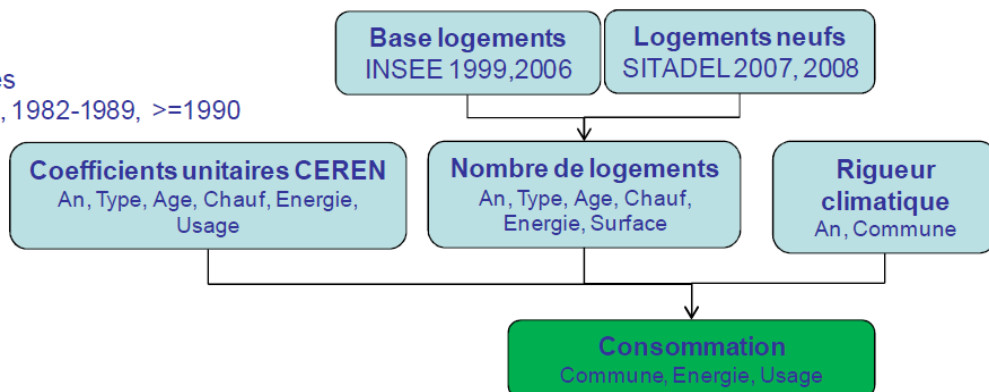 Base logements
INSEE 1999,2006
Logements neufs
SITADEL 2007, 2008
, 1982-1989, >=1990
Coefficients unitaires CEREN
An, Type, Age, Chauf, Energie,
Usage
Nombre de logements
An, Type, Age, Chauf,
Energie, Surface
Rigueur
climatique
An, Commune
Consommation
Commune, Energie, Usage